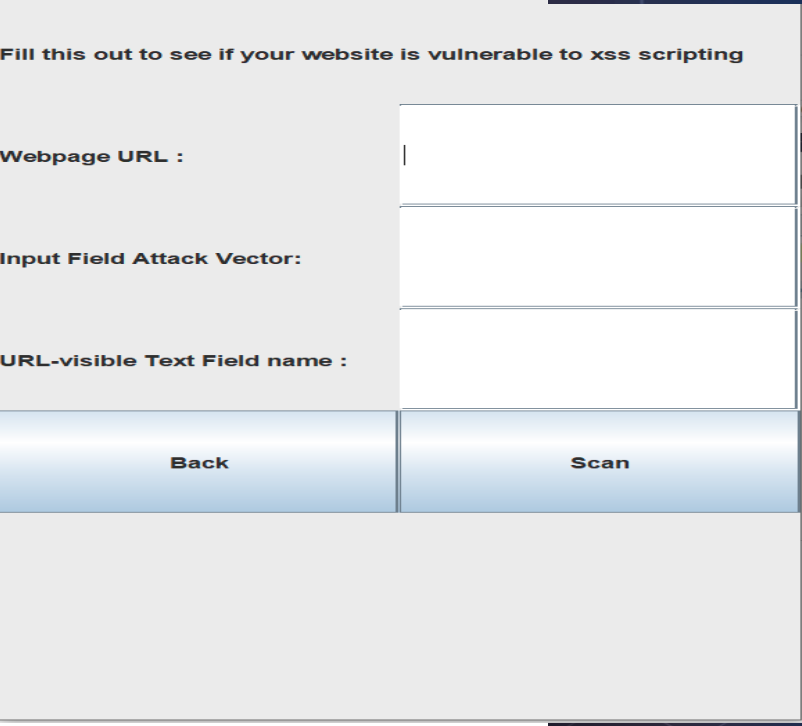 Fill this out to see if your website is vulnerable to xss scripting
Webpage URL :
Input Field Attack Vector:
URL-visible Text Field name :
Back
Scan